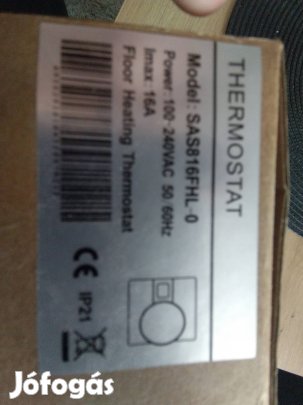 THERMOSTAT
Model: SAS816FHL-0
Power: 100~240VAC 50/60Hz
Imax: 16A
Floor Heating Thermostat
CE IP21
Jófogás